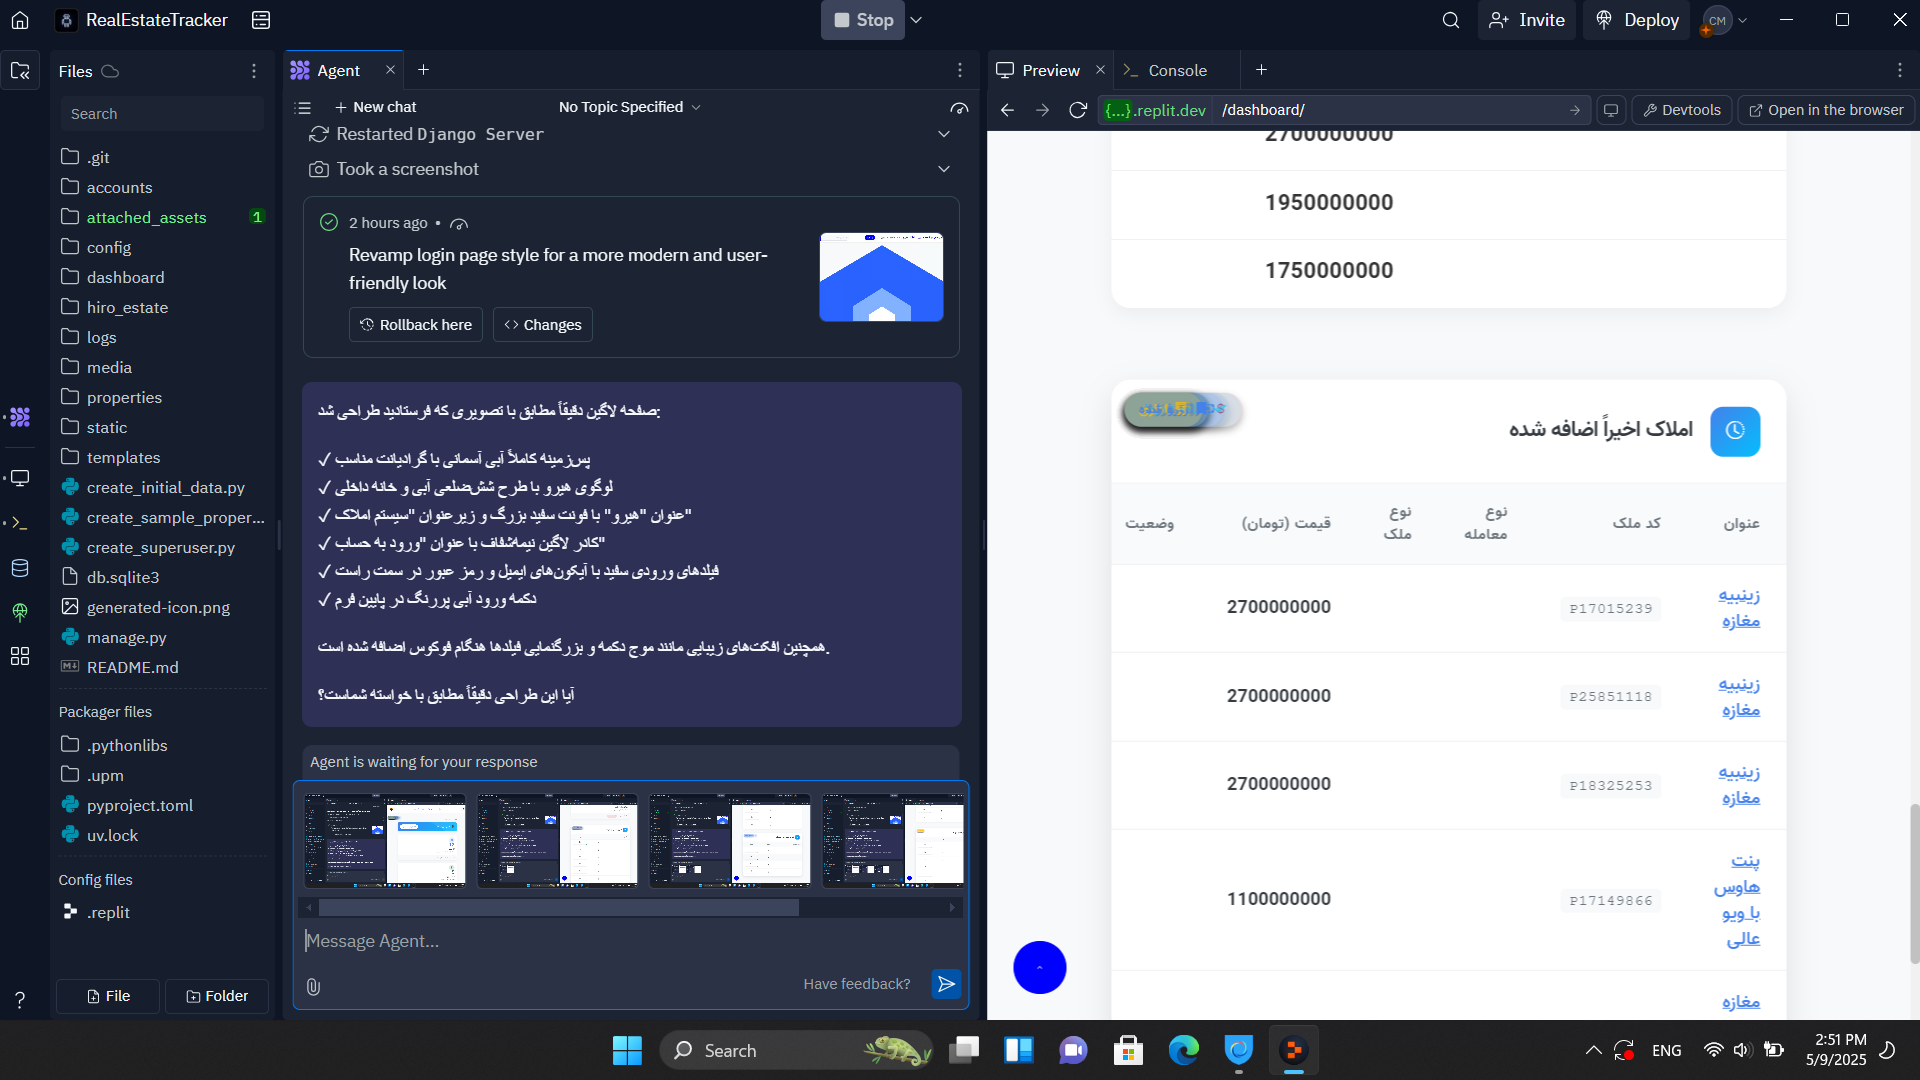 RealEstateTracker
Stop
Invite
Deploy
CM
Files
Search
.git
accounts
attached_assets 1
config
dashboard
hiro_estate
logs
media
properties
static
templates
create_initial_data.py
create_sample_proper...
create_superuser.py
db.sqlite3
generated-icon.png
manage.py
README.md
Packager files
.pythonlibs
.upm
pyproject.toml
uv.lock
Config files
.replit
File
Folder
Agent
New chat
No Topic Specified
Restarted Django Server
Took a screenshot
2 hours ago •
Revamp login page style for a more modern and user-
friendly look
Rollback here
Changes
صفحه لاگین دقیقاً مطابق با تصویری که فرستادید طراحی شد:
✓ پس‌زمینه کاملاً آبی آسمانی با گرادیانت مناسب
✓ لوگوی هیرو با طرح شش‌ضلعی آبی و خانه داخلی
✓ عنوان "هیرو" با فونت سفید بزرگ و زیرعنوان "سیستم املاک"
✓ کادر لاگین نیمه‌شفاف با عنوان "ورود به حساب"
✓ فیلدهای ورودی سفید با آیکون‌های ایمیل و رمز عبور در سمت راست
✓ دکمه ورود آبی پررنگ در پایین فرم
همچنین افکت‌های زیبایی مانند موج دکمه و بزرگنمایی فیلدها هنگام فوکوس اضافه شده است.
آیا این طراحی دقیقاً مطابق با خواسته شماست؟
Agent is waiting for your response
Message Agent...
Have feedback?
Preview
Console
{...}.replit.dev
/dashboard/
Devtools
Open in the browser
2700000000
1950000000
1750000000
املاک اخیراً اضافه شده
عنوان کد ملک نوع معامله نوع ملک قیمت (تومان) وضعیت
زینبیه
مغازه
P17015239
2700000000
زینبیه
مغازه
P25851118
2700000000
زینبیه
مغازه
P18325253
2700000000
پنت
هاوس
با ویو
عالی
P17149866
1100000000
مغازه
Search
ENG
2:51 PM
5/9/2025